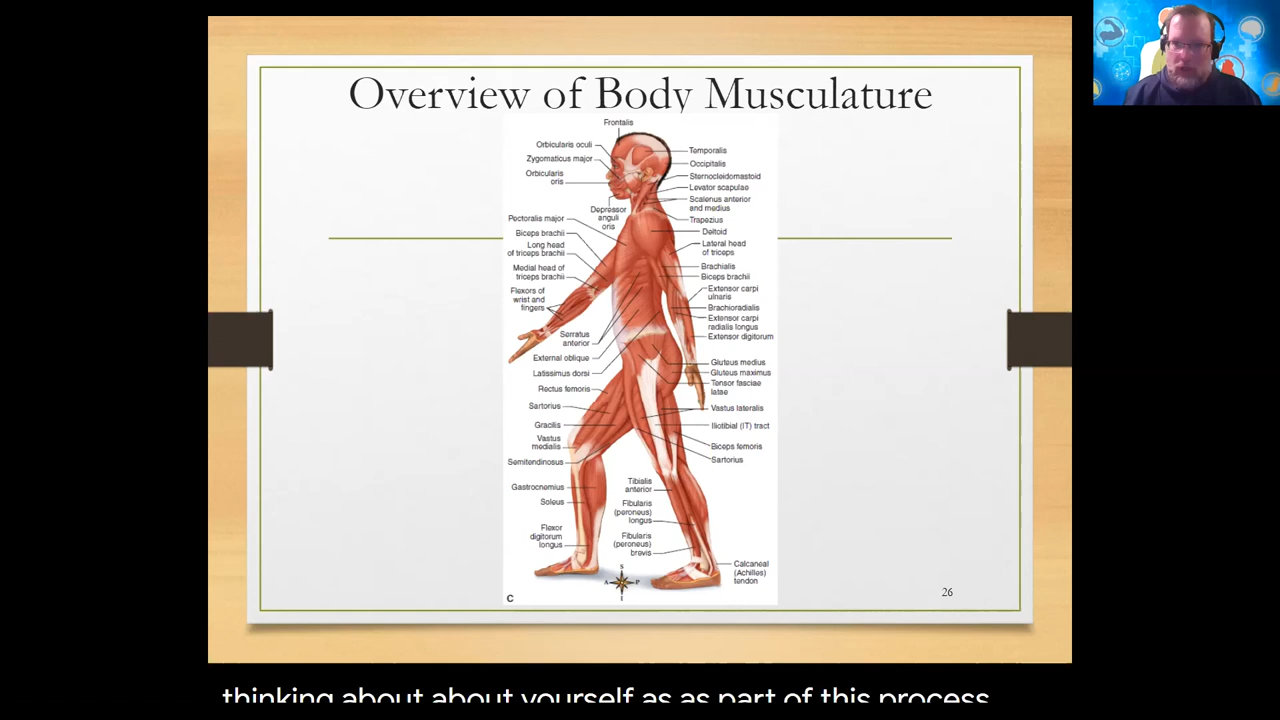 Overview of Body Musculature
Frontalis
Orbicularis oculi
Zygomaticus major
Orbicularis
oris
Depressor
anguli
oris
Pectoralis major
Biceps brachii
Long head
of triceps brachii
Medial head of
triceps brachii
Flexors of
wrist and
fingers
Serratus
anterior
External oblique
Latissimus dorsi
Rectus femoris
Sartorius
Gracilis
Vastus
medialis
Semitendinosus
Gastrocnemius
Soleus
Flexor
digitorum
longus
Temporalis
Occipitalis
Sternocleidomastoid
Levator scapulae
Scalenus anterior
and medius
Trapezius
Deltoid
Lateral head
of triceps
Brachialis
Biceps brachii
Extensor carpi
ulnaris
Brachioradialis
Extensor carpi
radialis longus
Extensor digitorum
Gluteus medius
Gluteus maximus
Tensor fasciae
latae
Vastus lateralis
Iliotibial (IT) tract
Biceps femoris
Sartorius
Tibialis
anterior
Fibularis
(peroneus)
longus
Fibularis
(peroneus)
brevis
Calcaneal
(Achilles)
tendon
S
A P
I
C
26
thinking about about yourself as as part of this process